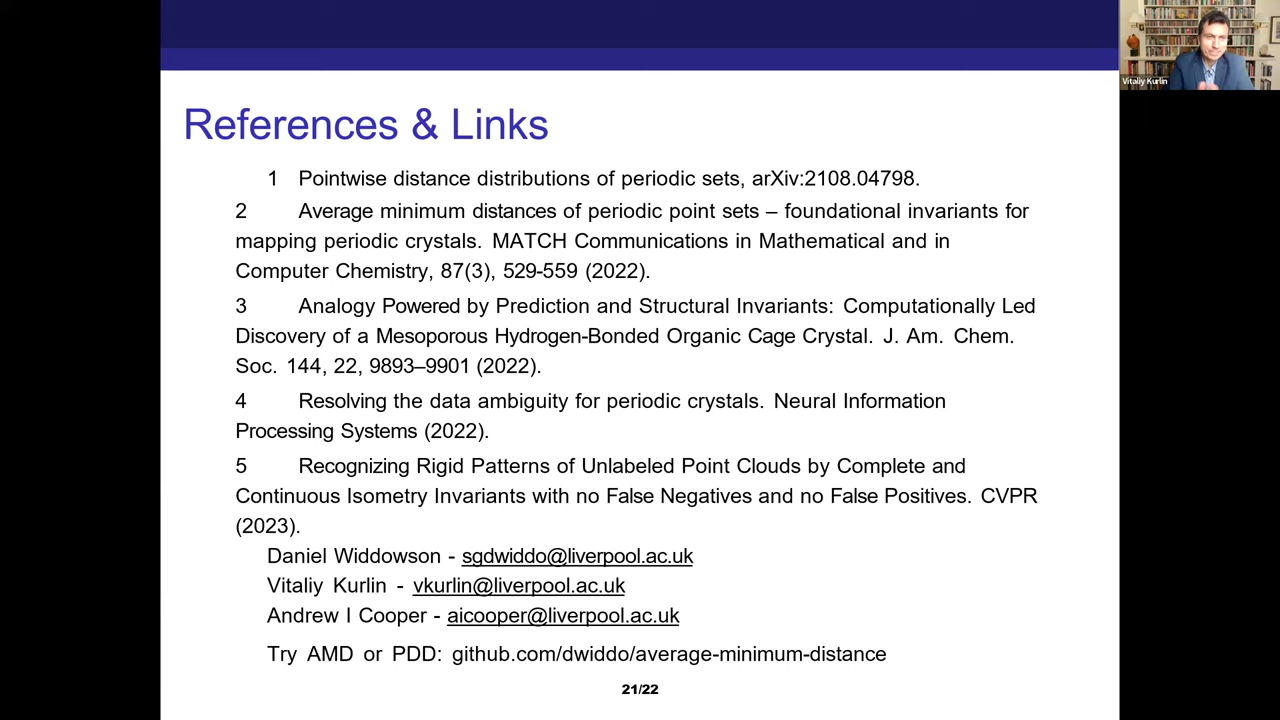 Vitaliy Kurlin
References & Links
1 Pointwise distance distributions of periodic sets, arXiv:2108.04798.
2 Average minimum distances of periodic point sets – foundational invariants for
mapping periodic crystals. MATCH Communications in Mathematical and in
Computer Chemistry, 87(3), 529-559 (2022).
3 Analogy Powered by Prediction and Structural Invariants: Computationally Led
Discovery of a Mesoporous Hydrogen-Bonded Organic Cage Crystal. J. Am. Chem.
Soc. 144, 22, 9893–9901 (2022).
4 Resolving the data ambiguity for periodic crystals. Neural Information
Processing Systems (2022).
5 Recognizing Rigid Patterns of Unlabeled Point Clouds by Complete and
Continuous Isometry Invariants with no False Negatives and no False Positives. CVPR
(2023).
Daniel Widdowson - sgdwiddo@liverpool.ac.uk
Vitaliy Kurlin - vkurlin@liverpool.ac.uk
Andrew I Cooper - aicooper@liverpool.ac.uk
Try AMD or PDD: github.com/dwiddo/average-minimum-distance
21/22